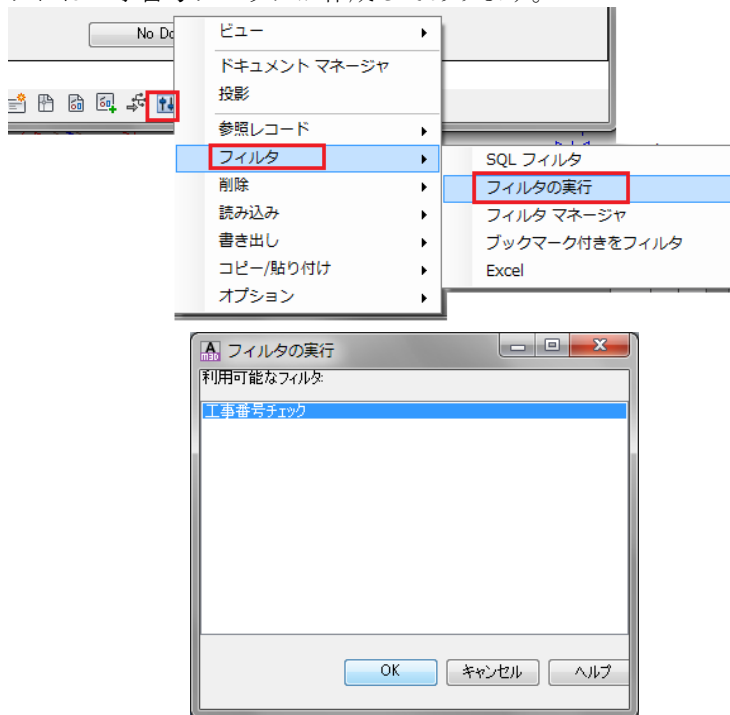 No Do
ビュー
ドキュメント マネージャ
投影
参照レコード
フィルタ
削除
読み込み
書き出し
コピー/貼り付け
オプション
SQL フィルタ
フィルタの実行
フィルタ マネージャ
ブックマーク付きをフィルタ
Excel
フィルタの実行
利用可能なフィルタ:
工事番号チェック
OK
キャンセル
ヘルプ